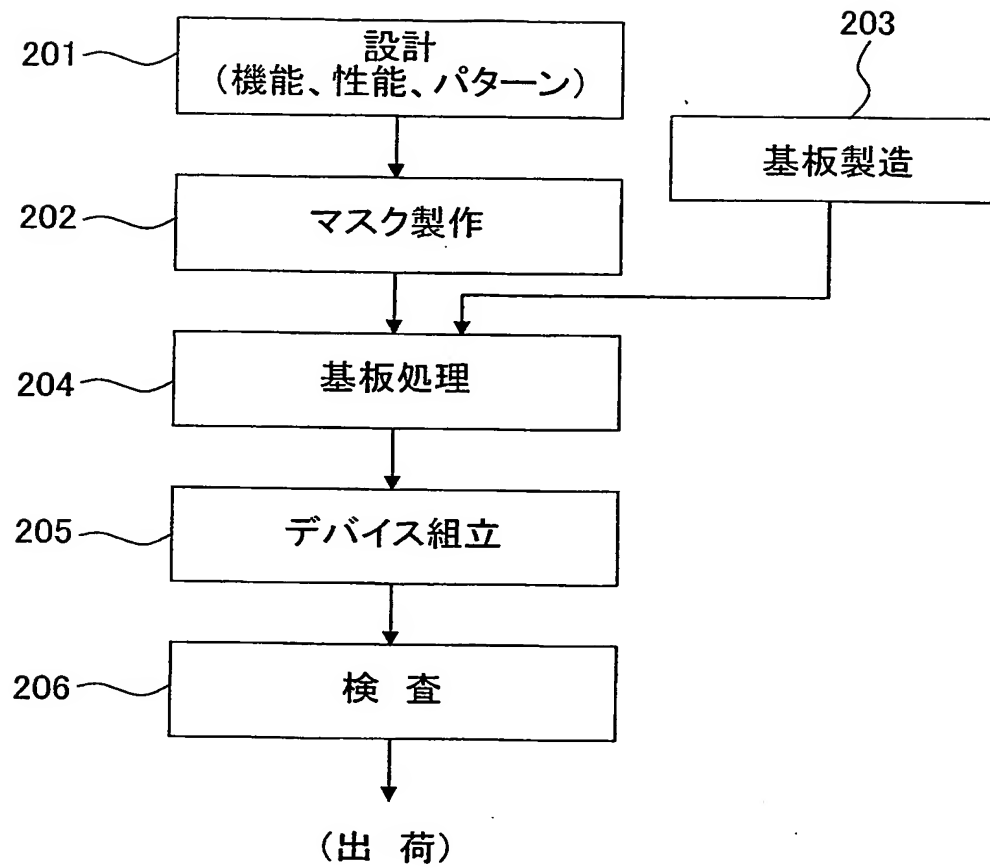 201
設計
(機能、性能、パターン)
203
基板製造
202
マスク製作
204
基板処理
205
デバイス組立
206
検 査
(出 荷)